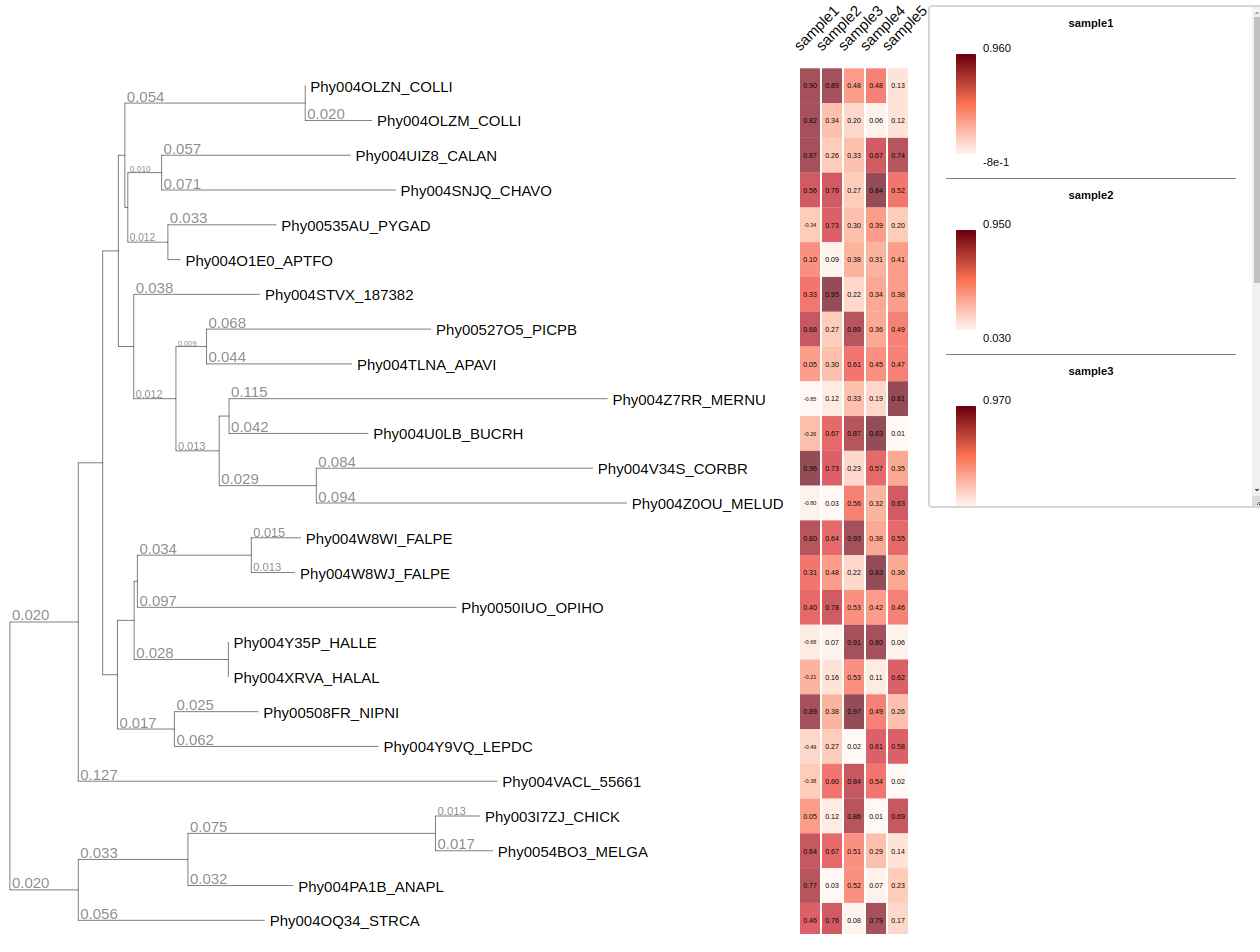 sample1 sample2 sample3 sample4 sample5
sample1
0.960
-8e-1
sample2
0.950
0.030
sample3
0.970
Phy004OLZN_COLLI 0.90 0.89 0.48 0.48 0.13
0.054
0.020 Phy004OLZM_COLLI 0.82 0.34 0.20 0.06 0.12
0.057 Phy004UIZ8_CALAN 0.87 0.26 0.33 0.67 0.74
0.010
0.071 Phy004SNJQ_CHAVO 0.56 0.76 0.27 0.84 0.52
0.033 Phy00535AU_PYGAD -0.34 0.73 0.30 0.39 0.20
0.012
Phy004O1E0_APTFO 0.10 0.09 0.38 0.31 0.41
0.038 Phy004STVX_187382 0.33 0.95 0.22 0.34 0.38
0.068 Phy00527O5_PICPB 0.68 0.27 0.89 0.36 0.49
0.009
0.044 Phy004TLNA_APAVI 0.05 0.30 0.61 0.45 0.47
0.012
0.115 Phy004Z7RR_MERNU -0.85 0.12 0.33 0.19 0.81
0.042 Phy004U0LB_BUCRH -0.26 0.67 0.87 0.83 0.01
0.013
0.084 Phy004V34S_CORBR 0.96 0.73 0.23 0.57 0.35
0.029
0.094 Phy004Z0OU_MELUD -0.80 0.03 0.56 0.32 0.63
0.015 Phy004W8WI_FALPE 0.80 0.64 0.93 0.38 0.55
0.034
0.013 Phy004W8WJ_FALPE 0.31 0.48 0.22 0.83 0.36
0.097 Phy0050IUO_OPIHO 0.40 0.78 0.53 0.42 0.46
0.020
Phy004Y35P_HALLE -0.68 0.07 0.91 0.80 0.06
0.028
Phy004XRVA_HALAL -0.21 0.16 0.53 0.11 0.62
0.025 Phy00508FR_NIPNI 0.89 0.38 0.97 0.49 0.26
0.017
0.062 Phy004Y9VQ_LEPDC -0.49 0.27 0.02 0.61 0.58
0.127 Phy004VACL_55661 -0.38 0.60 0.84 0.54 0.02
0.013 Phy003I7ZJ_CHICK 0.05 0.12 0.86 0.01 0.69
0.075
0.017 Phy0054BO3_MELGA 0.64 0.67 0.51 0.29 0.14
0.033
0.032 Phy004PA1B_ANAPL 0.77 0.03 0.52 0.07 0.23
0.020
0.056 Phy004OQ34_STRCA 0.46 0.76 0.08 0.79 0.17